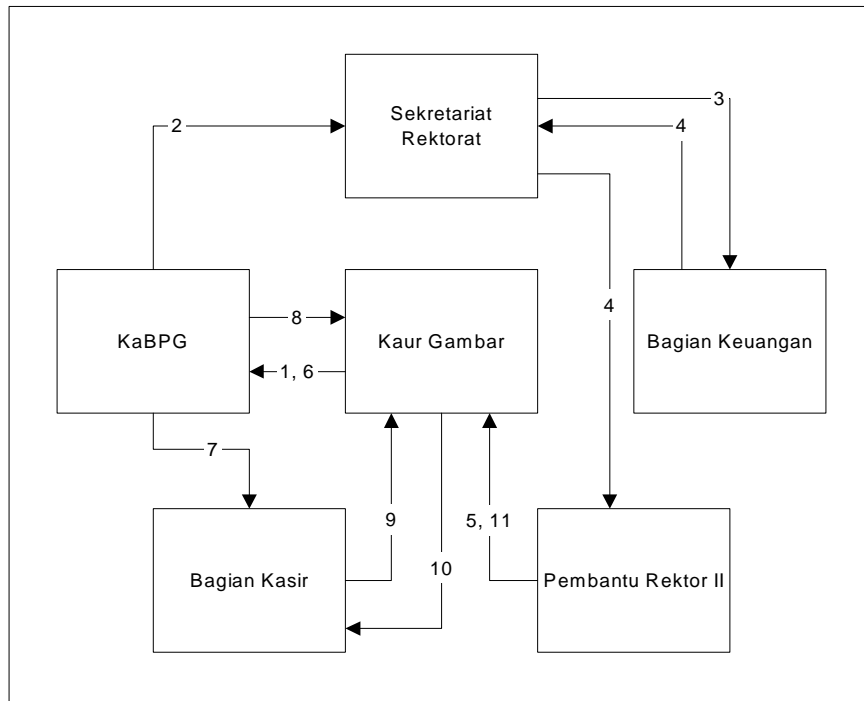 Sekretariat
Rektorat
3
4
2
KaBPG
8
1, 6
Kaur Gambar
4
Bagian Keuangan
7
9
5, 11
10
Bagian Kasir
Pembantu Rektor II